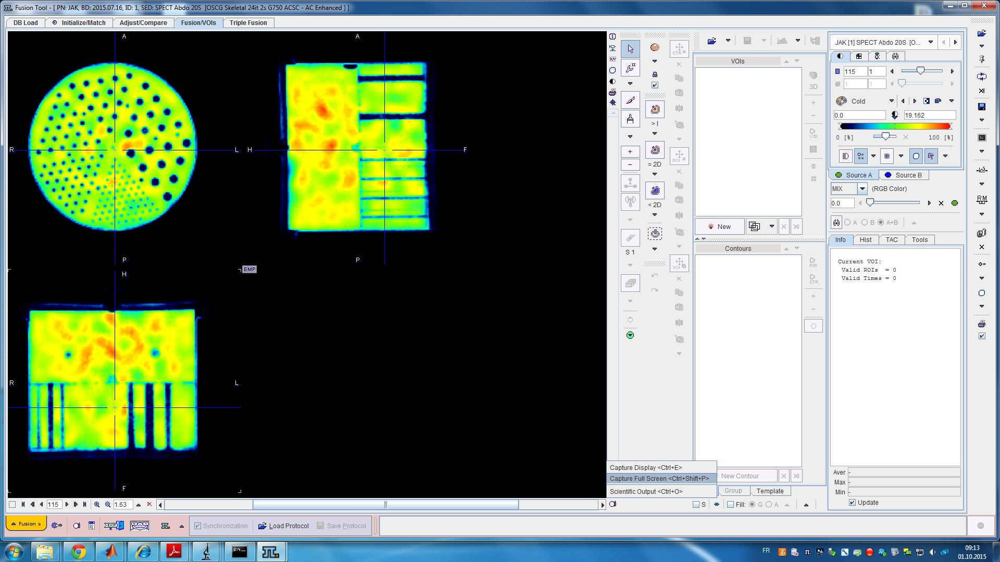 Fusion Tool - [ PN: JAK, BD: 2015.07.16, ID: 1, SED: SPECT Abdo 20S [OSCG Skeletal 24it 2s G750 ACSC - AC Enhanced ] ]
DB Load
Initialize/Match
Adjust/Compare
Fusion/VOIs
Triple Fusion
A
R
L
P
A
H
F
P
EMP
H
R
L
F
115
1.63
SUV
> I
= 2D
< 2D
S 1
CTR
ROI
VOI
VOIs
3D
VOI
New
Contours
ROI
CTR
New Contour
Group
Template
S
Fill:
G
A
Capture Display <Ctrl+E>
Capture Full Screen <Ctrl+Shift+P>
Scientific Output <Ctrl+O>
JAK [1] SPECT Abdo 20S [O...
115
1
1
1
Cold
0.0
19.162
0 [%]
100 [%]
Source A
Source B
MIX
(RGB Color)
0.0
A
B
A+B
Info
Hist
TAC
Tools
Current VOI:
Valid ROIs = 0
Valid Times = 0
Aver -
Max -
Min -
Update
RM
Fusion »
EXIT
Synchronization
Load Protocol
Save Protocol
C:\.
FR
09:13
01.10.2015